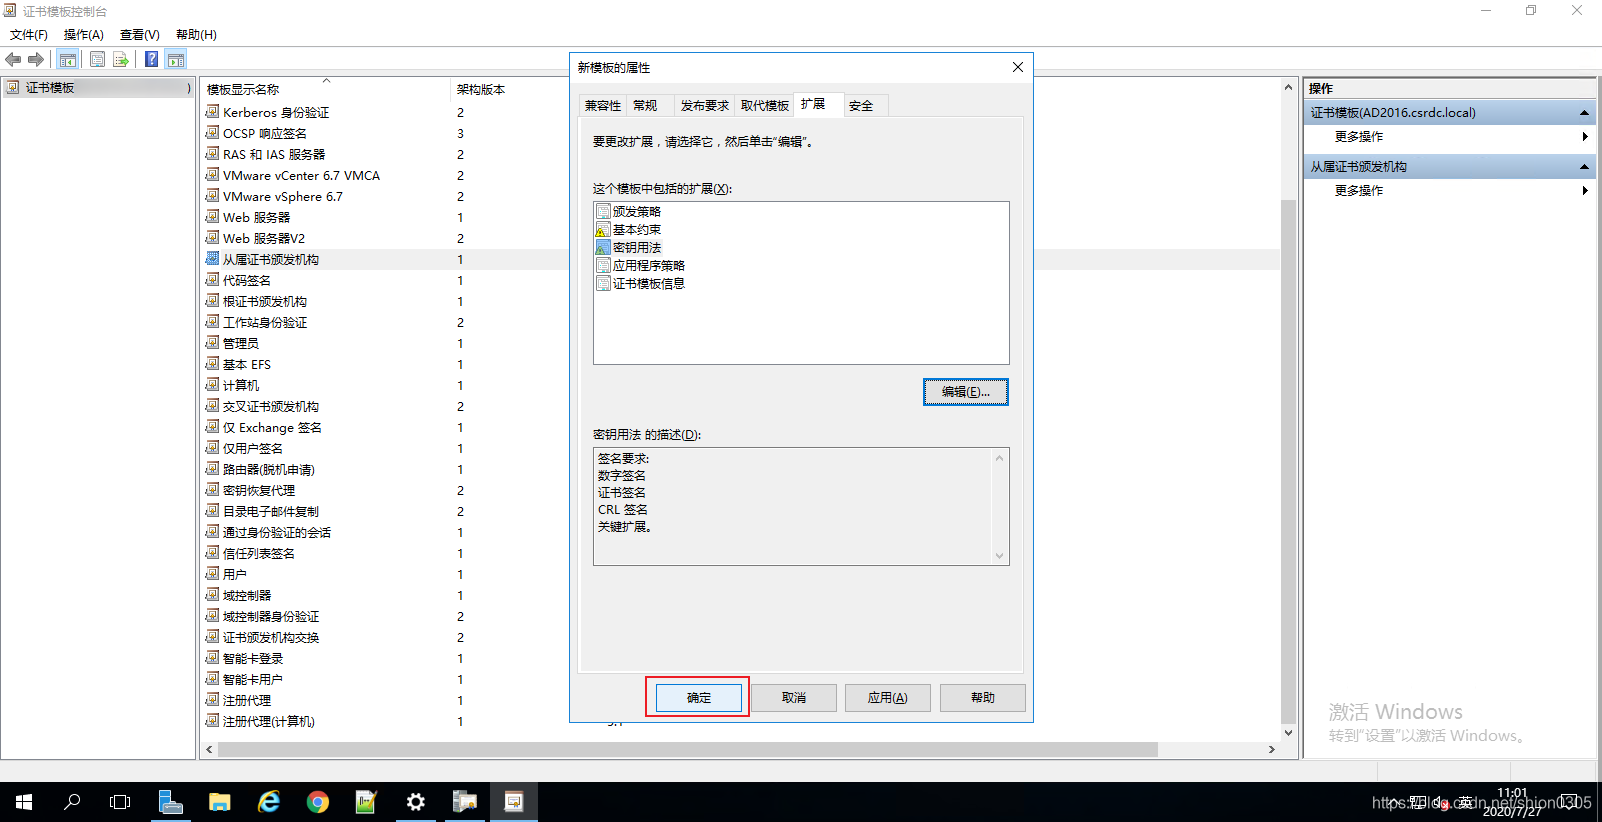 证书模板控制台
文件(F) 操作(A) 查看(V) 帮助(H)
证书模板 )
模板显示名称 架构版本
Kerberos 身份验证 2
OCSP 响应签名 3
RAS 和 IAS 服务器 2
VMware vCenter 6.7 VMCA 2
VMware vSphere 6.7 2
Web 服务器 1
Web 服务器V2 2
从属证书颁发机构 1
代码签名 1
根证书颁发机构 1
工作站身份验证 2
管理员 1
基本 EFS 1
计算机 1
交叉证书颁发机构 2
仅 Exchange 签名 1
仅用户签名 1
路由器(脱机申请) 1
密钥恢复代理 2
目录电子邮件复制 2
通过身份验证的会话 1
信任列表签名 1
用户 1
域控制器 1
域控制器身份验证 2
证书颁发机构交换 2
智能卡登录 1
智能卡用户 1
注册代理 1
注册代理(计算机) 1
新模板的属性
兼容性 常规 发布要求 取代模板 扩展 安全
要更改扩展，请选择它，然后单击“编辑”。
这个模板中包括的扩展(X):
颁发策略
基本约束
密钥用法
应用程序策略
证书模板信息
编辑(E)...
密钥用法 的描述(D):
签名要求:
数字签名
证书签名
CRL 签名
关键扩展。
确定 取消 应用(A) 帮助
操作
证书模板(AD2016.csrdc.local)
更多操作
从属证书颁发机构
更多操作
激活 Windows
转到“设置”以激活 Windows。
英
11:01
2020/7/27
https://blog.csdn.net/shion0305